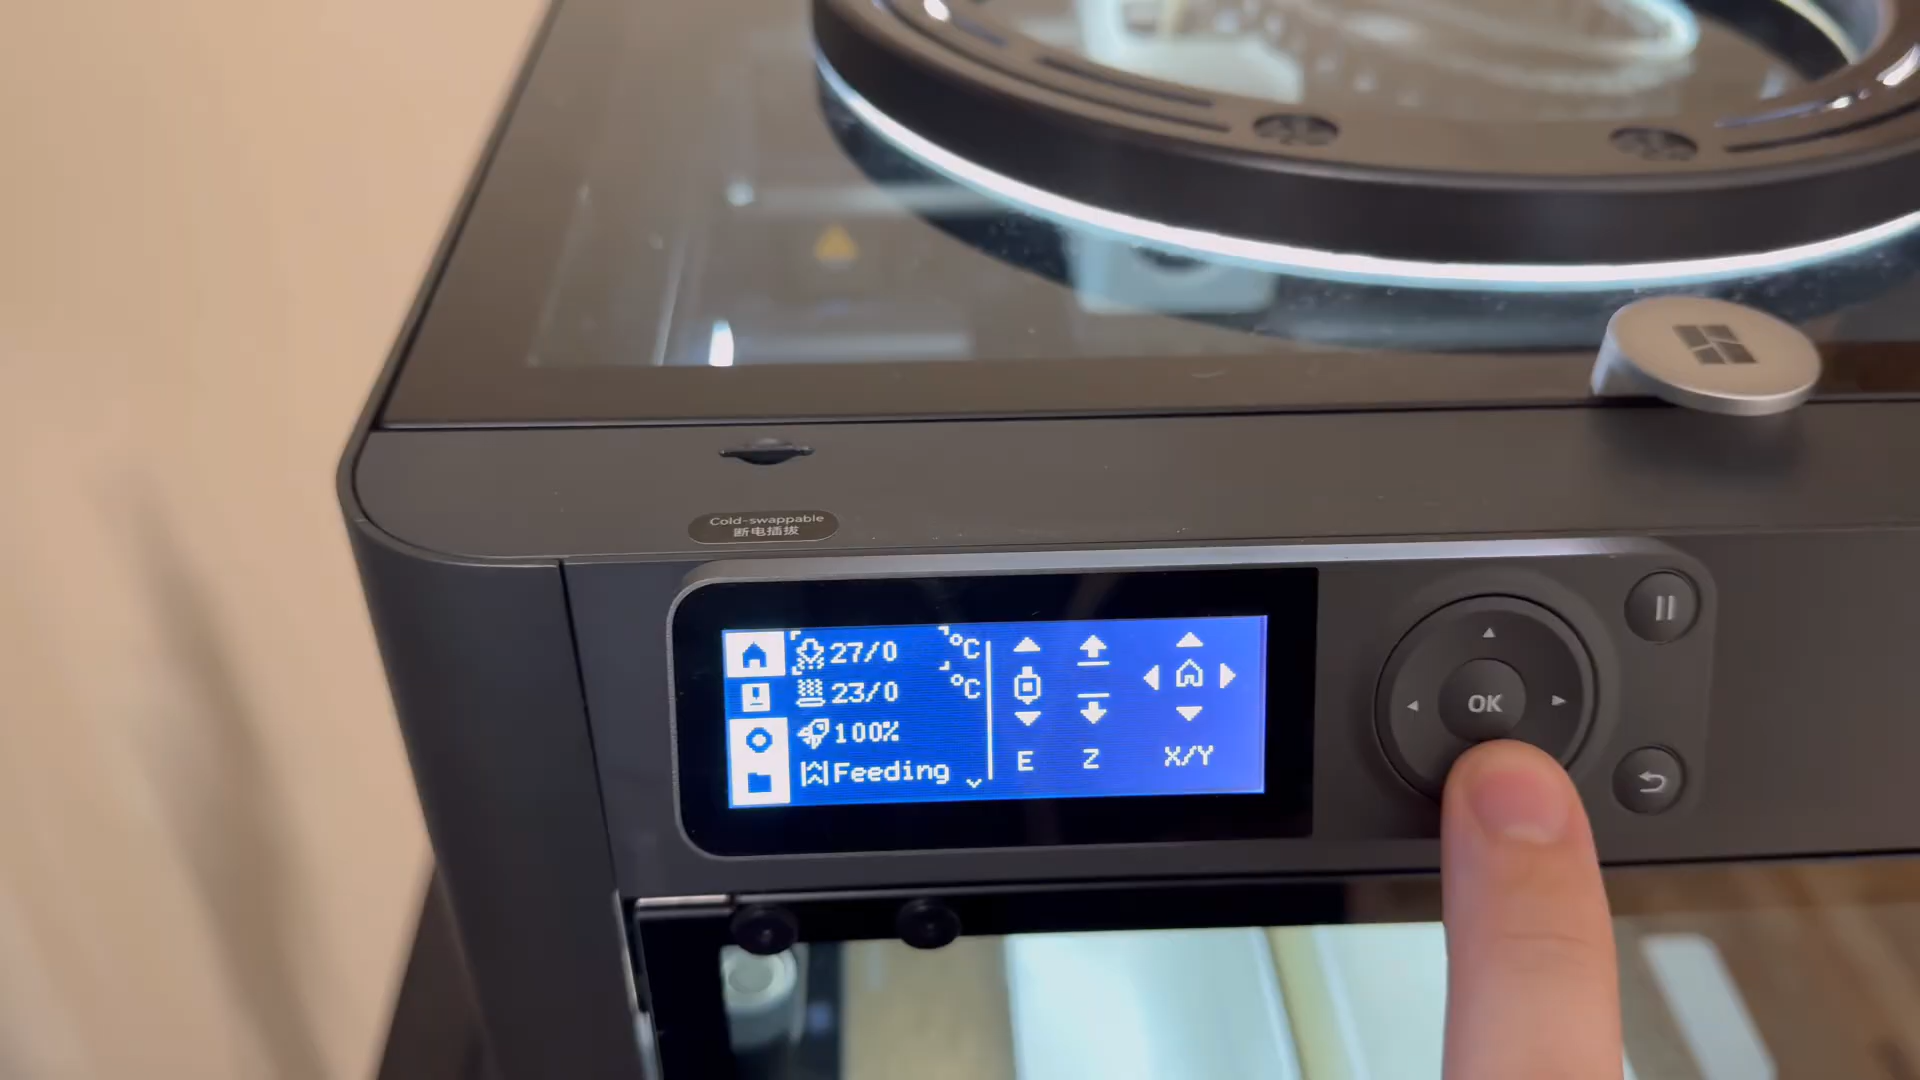 Cold-swappable
断电插拔
27/0 °C
23/0 °C
100%
Feeding
E Z X/Y
OK